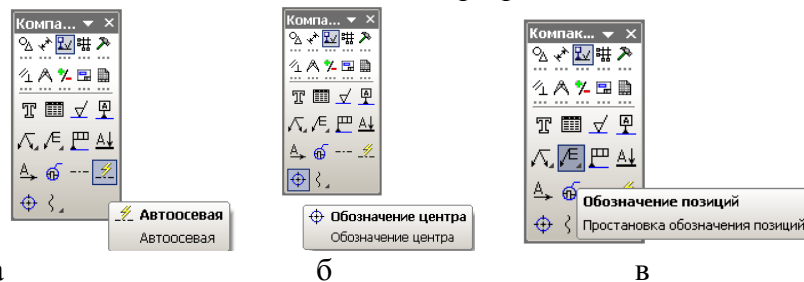 Компа...
Компа...
Компак...
Автоосевая
Автоосевая
Обозначение центра
Обозначение центра
Обозначение позиций
Простановка обозначения позиций
б
в